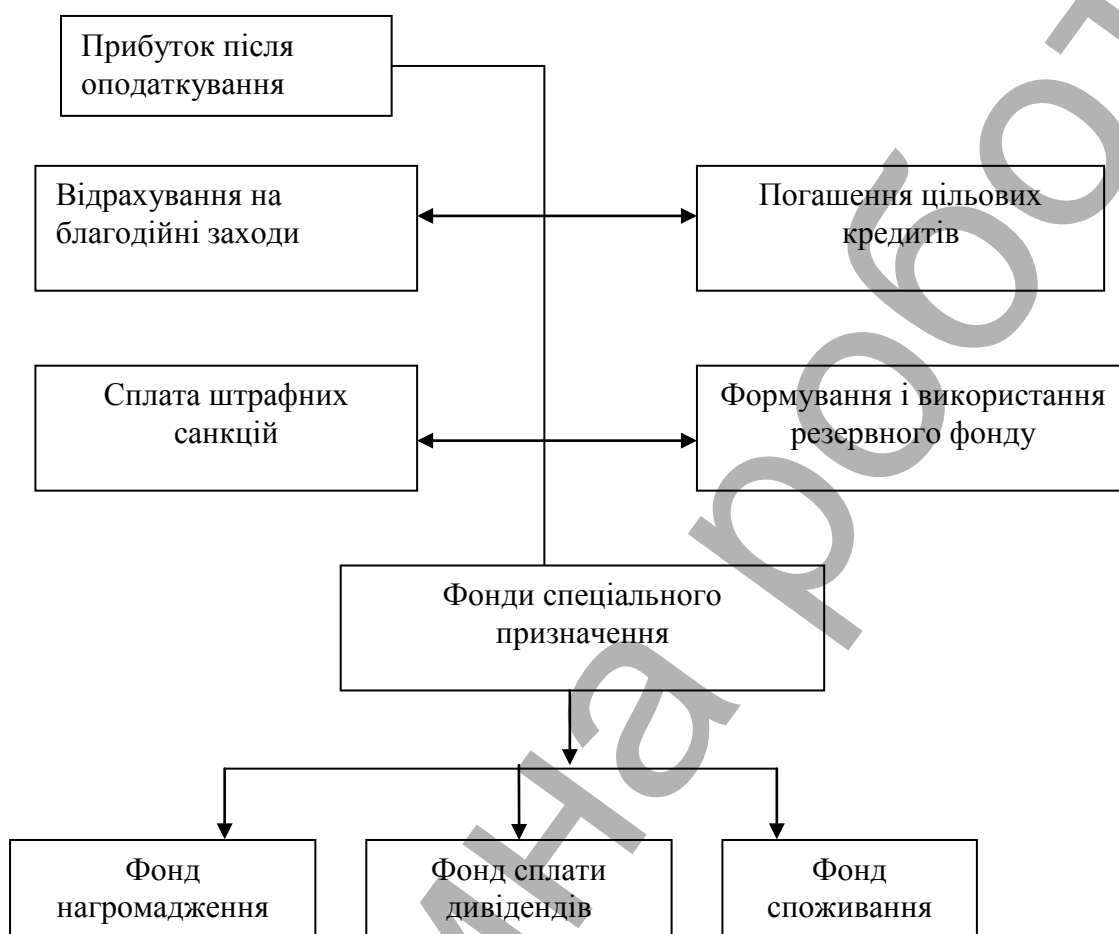 Прибуток після
оподаткування
Відрахування на
благодійні заходи
Погашення цільових
кредитів
Сплата штрафних
санкцій
Формування і використання
резервного фонду
Фонди спеціального
призначення
Фонд
нагромадження
Фонд сплати
дивідендів
Фонд
споживання